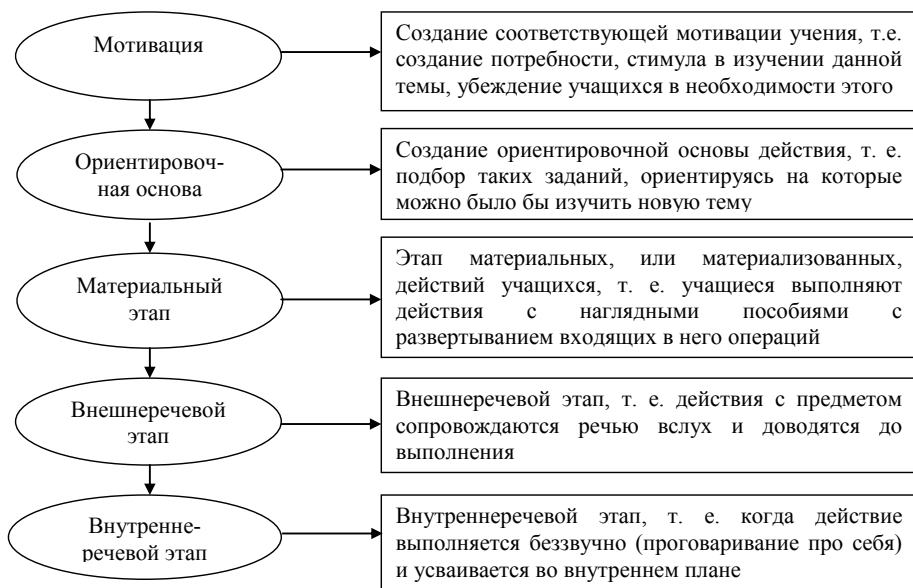 Мотивация
Создание соответствующей мотивации учения, т.е.
создание потребности, стимула в изучении данной
темы, убеждение учащихся в необходимости этого
Ориентировоч-
ная основа
Создание ориентировочной основы действия, т. е.
подбор таких заданий, ориентируясь на которые
можно было бы изучить новую тему
Материальный
этап
Этап материальных, или материализованных,
действий учащихся, т. е. учащиеся выполняют
действия с наглядными пособиями с
развертыванием входящих в него операций
Внешнеречевой
этап
Внешнеречевой этап, т. е. действия с предметом
сопровождаются речью вслух и доводятся до
выполнения
Внутренне-
речевой этап
Внутреннеречевой этап, т. е. когда действие
выполняется беззвучно (проговаривание про себя)
и усваивается во внутреннем плане